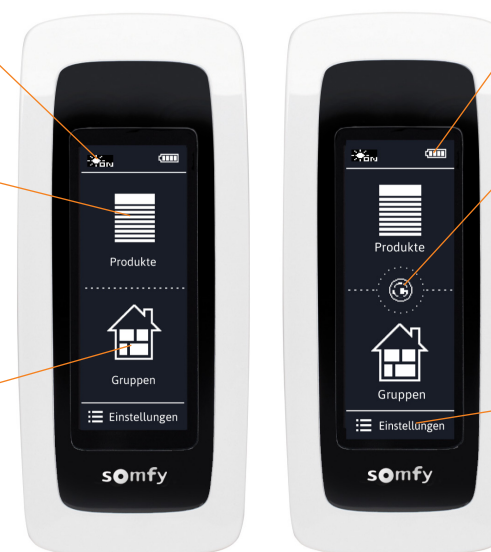 ON
Produkte
Gruppen
Einstellungen
somfy
ON
Produkte
Gruppen
Einstellungen
somfy